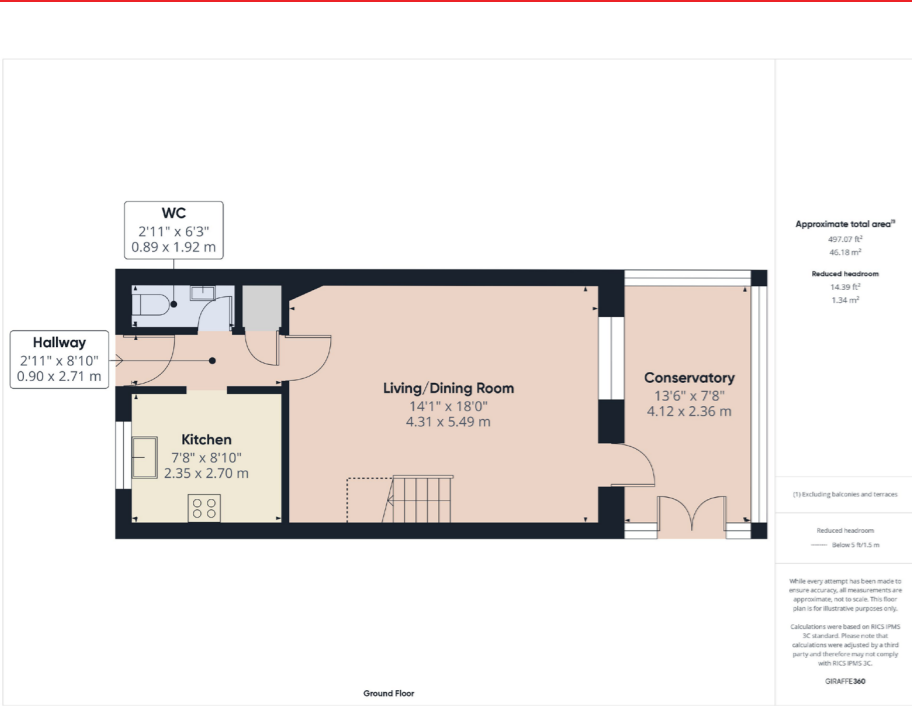 WC
2'11" x 6'3"
0.89 x 1.92 m
Hallway
2'11" x 8'10"
0.90 x 2.71 m
Kitchen
7'8" x 8'10"
2.35 x 2.70 m
Living/Dining Room
14'1" x 18'0"
4.31 x 5.49 m
Conservatory
13'6" x 7'8"
4.12 x 2.36 m
Ground Floor
Approximate total area⁽¹⁾
497.07 ft²
46.18 m²
Reduced headroom
14.39 ft²
1.34 m²
(1) Excluding balconies and terraces
Reduced headroom
Below 5 ft/1.5 m
While every attempt has been made to
ensure accuracy, all measurements are
approximate, not to scale. This floor
plan is for illustrative purposes only.
Calculations were based on RICS IPMS
3C standard. Please note that
calculations were adjusted by a third
party and therefore may not comply
with RICS IPMS 3C.
GIRAFFE360